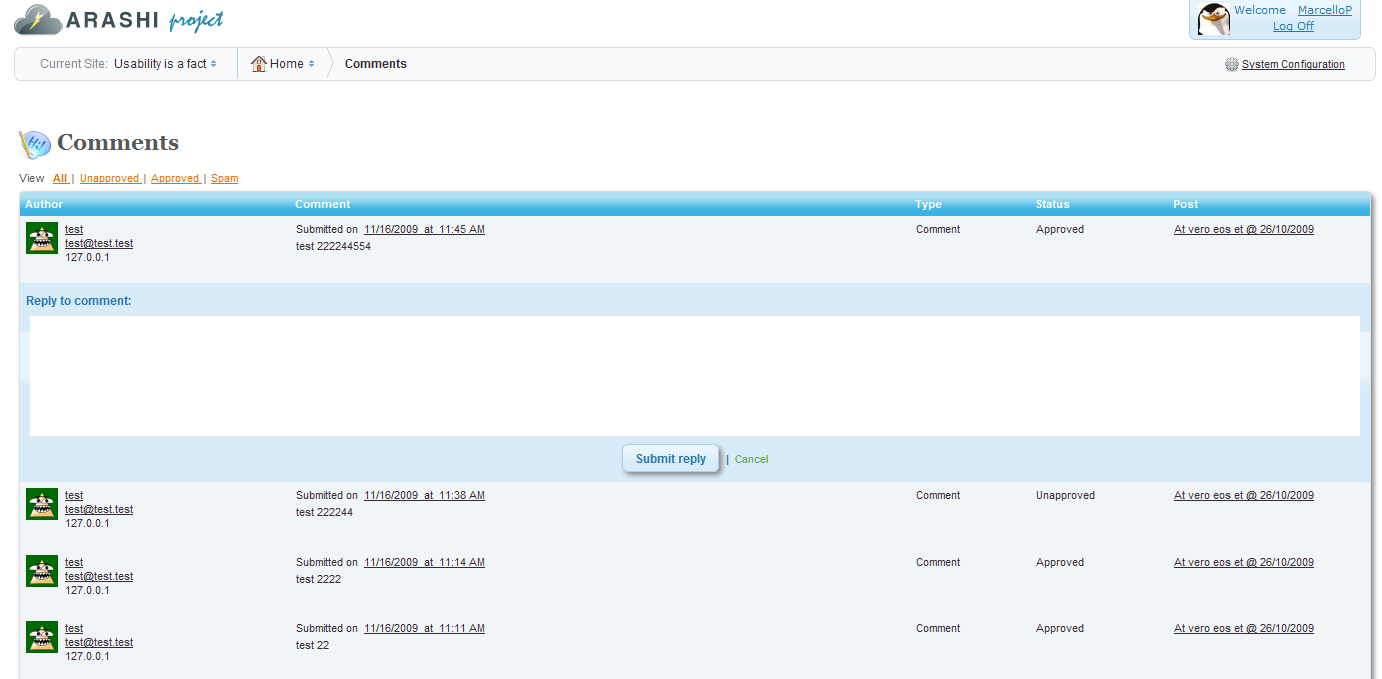 ARASHI project
Welcome MarcelloP
Log Off
Current Site: Usability is a fact Home Comments System Configuration
Hi!
Comments
View All | Unapproved | Approved | Spam
Author Comment Type Status Post
test Submitted on 11/16/2009 at 11:45 AM Comment Approved At vero eos et @ 26/10/2009
test@test.test test 222244554
127.0.0.1
Reply to comment:
Submit reply | Cancel
test Submitted on 11/16/2009 at 11:38 AM Comment Unapproved At vero eos et @ 26/10/2009
test@test.test test 222244
127.0.0.1
test Submitted on 11/16/2009 at 11:14 AM Comment Approved At vero eos et @ 26/10/2009
test@test.test test 2222
127.0.0.1
test Submitted on 11/16/2009 at 11:11 AM Comment Approved At vero eos et @ 26/10/2009
test@test.test test 22
127.0.0.1